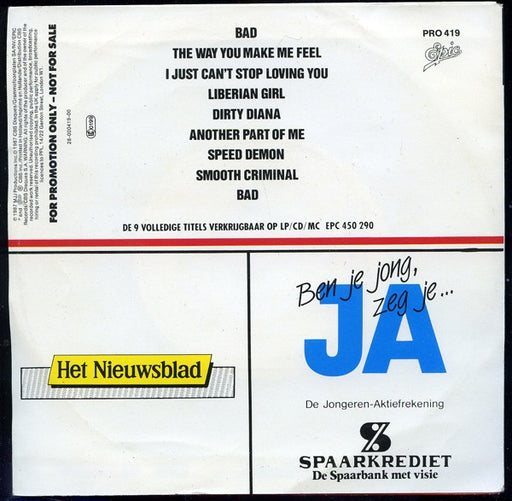 BAD
THE WAY YOU MAKE ME FEEL
I JUST CAN'T STOP LOVING YOU
LIBERIAN GIRL
DIRTY DIANA
ANOTHER PART OF ME
SPEED DEMON
SMOOTH CRIMINAL
BAD
DE 9 VOLLEDIGE TITELS VERKRIJGBAAR OP LP/CD/MC EPC 450 290
PRO 419
Epic
FOR PROMOTION ONLY – NOT FOR SALE
28-000419-00
Het Nieuwsblad
Ben je jong,
zeg je...
JA
De Jongeren-Aktiefrekening
SPAARKREDIET
De Spaarbank met visie